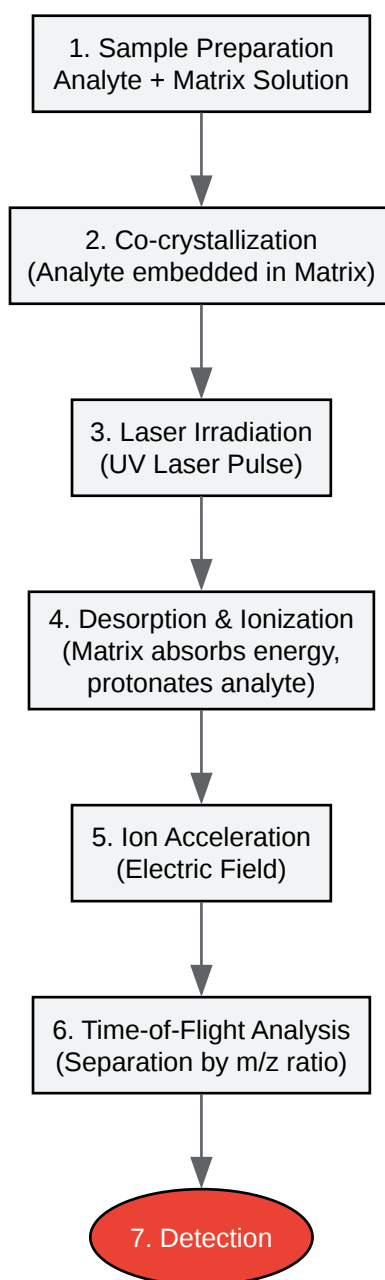 1. Sample Preparation
Analyte + Matrix Solution
2. Co-crystallization
(Analyte embedded in Matrix)
3. Laser Irradiation
(UV Laser Pulse)
4. Desorption & Ionization
(Matrix absorbs energy,
protonates analyte)
5. Ion Acceleration
(Electric Field)
6. Time-of-Flight Analysis
(Separation by m/z ratio)
7. Detection